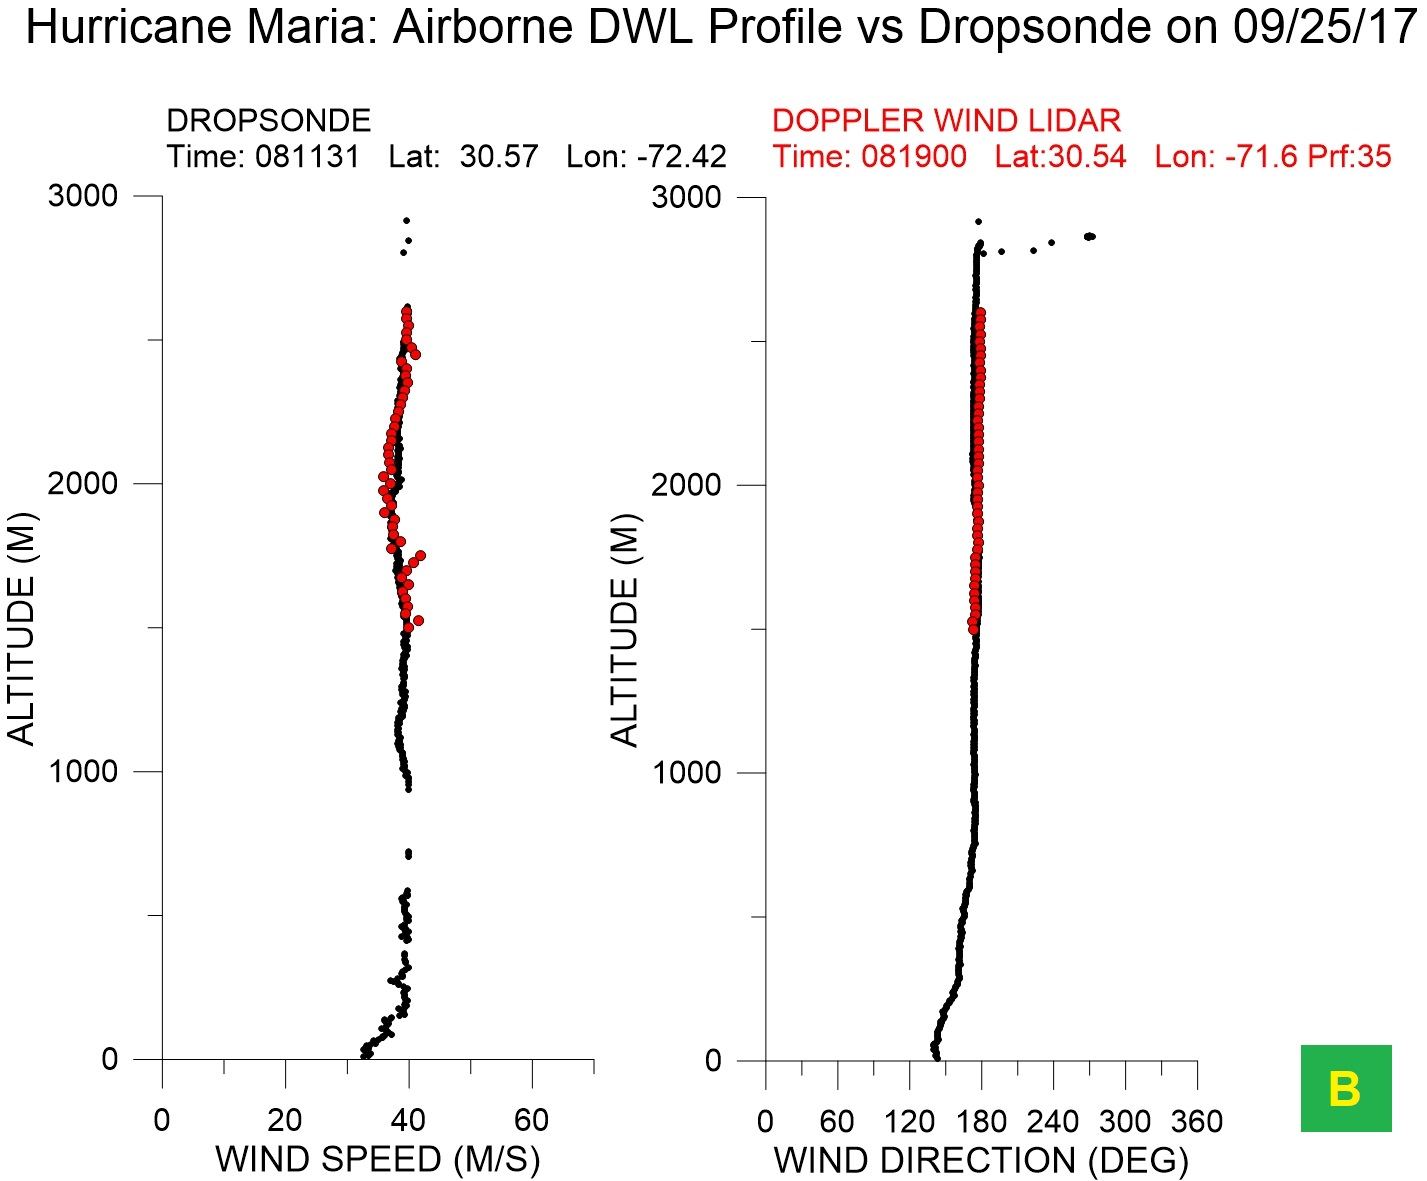 Hurricane Maria: Airborne DWL Profile vs Dropsonde on 09/25/17
DROPSONDE
Time: 081131 Lat: 30.57 Lon: -72.42
DOPPLER WIND LIDAR
Time: 081900 Lat:30.54 Lon: -71.6 Prf:35
3000
2000
1000
0
ALTITUDE (M)
0 20 40 60
WIND SPEED (M/S)
3000
2000
1000
0
ALTITUDE (M)
0 60 120 180 240 300 360
WIND DIRECTION (DEG)
B